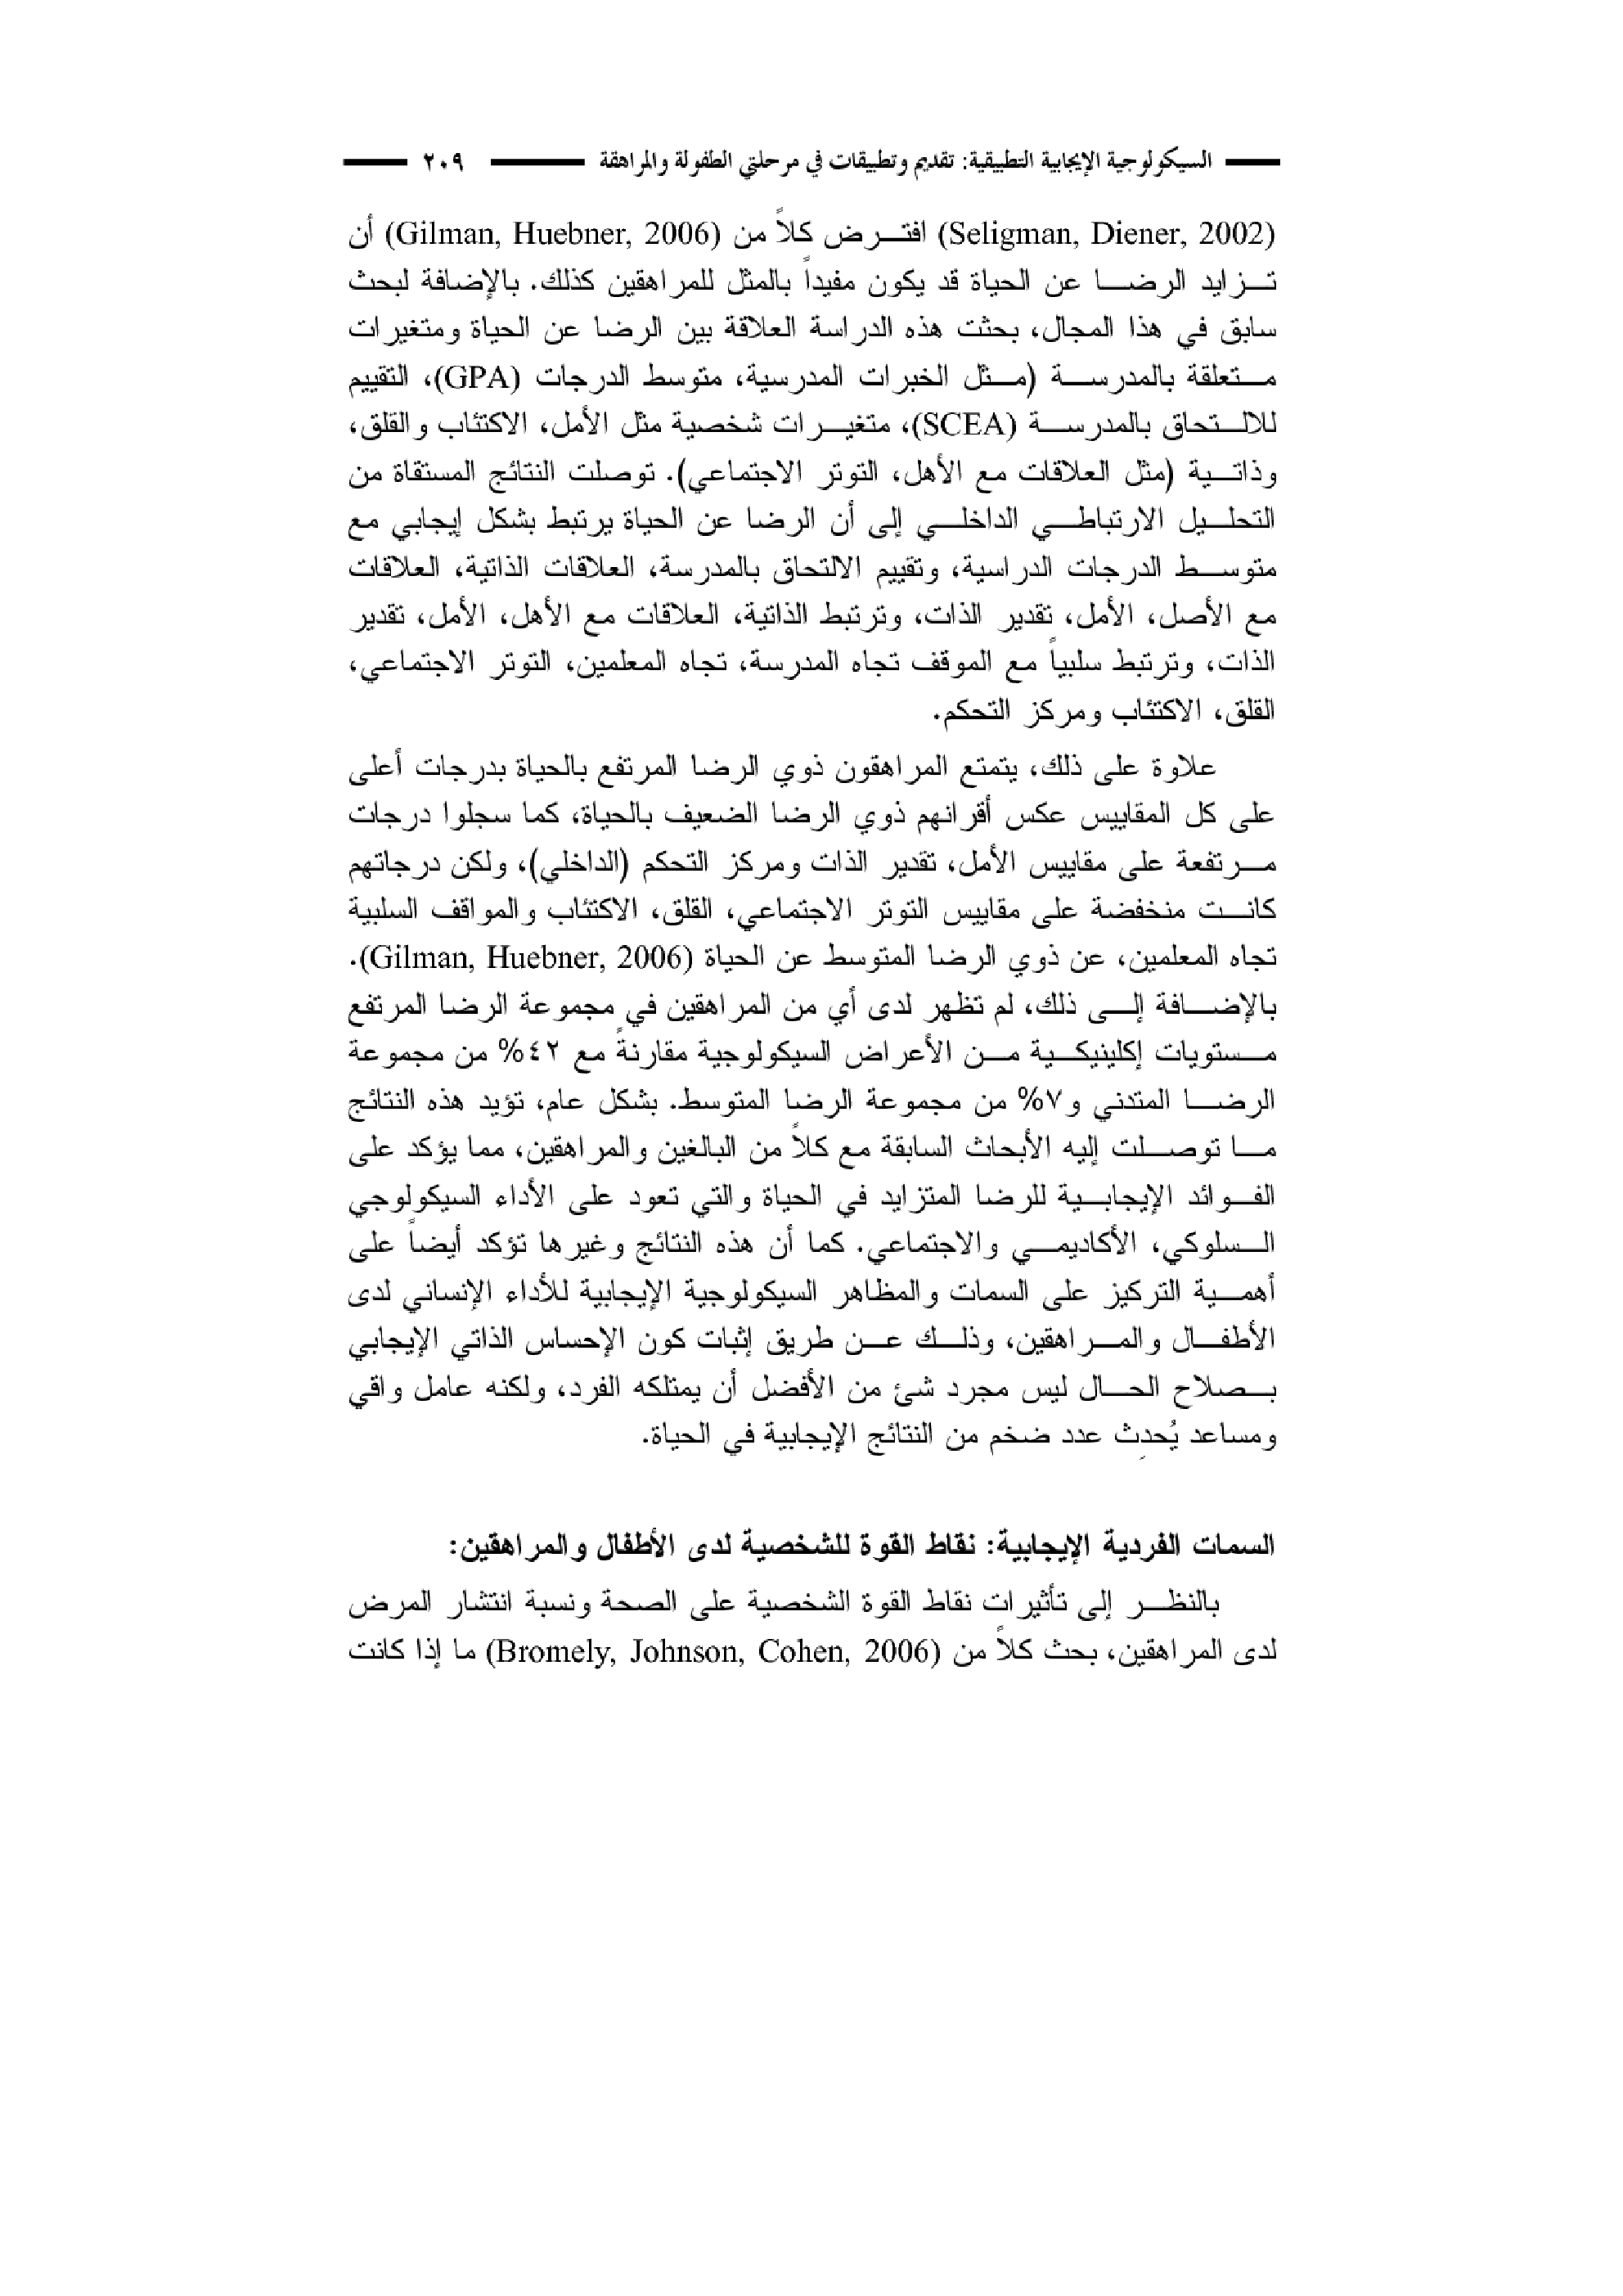 السيكولوجية الإيجابية التطبيقية: تقديم وتطبيقات في مرحلتي الطفولة والمراهقة ٢٠٩
(Seligman, Diener, 2002) افترض كلاً من (Gilman, Huebner, 2006) أن
تزايد الرضا عن الحياة قد يكون مفيداً بالمثل للمراهقين كذلك. بالإضافة لبحث
سابق في هذا المجال، بحثت هذه الدراسة العلاقة بين الرضا عن الحياة ومتغيرات
متعلقة بالمدرسة (مثل الخبرات المدرسية، متوسط الدرجات (GPA)، التقييم
للالتحاق بالمدرسة (SCEA)، متغيرات شخصية مثل الأمل، الاكتئاب والقلق،
وذاتية (مثل العلاقات مع الأهل، التوتر الاجتماعي). توصلت النتائج المستقاة من
التحليل الارتباطي الداخلي إلى أن الرضا عن الحياة يرتبط بشكل إيجابي مع
متوسط الدرجات الدراسية، وتقييم الالتحاق بالمدرسة، العلاقات الذاتية، العلاقات
مع الأصل، الأمل، تقدير الذات، وترتبط الذاتية، العلاقات مع الأهل، الأمل، تقدير
الذات، وترتبط سلبياً مع الموقف تجاه المدرسة، تجاه المعلمين، التوتر الاجتماعي،
القلق، الاكتئاب ومركز التحكم.
علاوة على ذلك، يتمتع المراهقون ذوي الرضا المرتفع بالحياة بدرجات أعلى
على كل المقاييس عكس أقرانهم ذوي الرضا الضعيف بالحياة، كما سجلوا درجات
مرتفعة على مقاييس الأمل، تقدير الذات ومركز التحكم (الداخلي)، ولكن درجاتهم
كانت منخفضة على مقاييس التوتر الاجتماعي، القلق، الاكتئاب والمواقف السلبية
تجاه المعلمين، عن ذوي الرضا المتوسط عن الحياة (Gilman, Huebner, 2006).
بالإضافة إلى ذلك، لم تظهر لدى أي من المراهقين في مجموعة الرضا المرتفع
مستويات إكلينيكية من الأعراض السيكولوجية مقارنةً مع ٤٢% من مجموعة
الرضا المتدني و٧% من مجموعة الرضا المتوسط. بشكل عام، تؤيد هذه النتائج
ما توصلت إليه الأبحاث السابقة مع كلاً من البالغين والمراهقين، مما يؤكد على
الفوائد الإيجابية للرضا المتزايد في الحياة والتي تعود على الأداء السيكولوجي
السلوكي، الأكاديمي والاجتماعي. كما أن هذه النتائج وغيرها تؤكد أيضاً على
أهمية التركيز على السمات والمظاهر السيكولوجية الإيجابية للأداء الإنساني لدى
الأطفال والمراهقين، وذلك عن طريق إثبات كون الإحساس الذاتي الإيجابي
بصلاح الحال ليس مجرد شئ من الأفضل أن يمتلكه الفرد، ولكنه عامل واقي
ومساعد يُحدِث عدد ضخم من النتائج الإيجابية في الحياة.
السمات الفردية الإيجابية: نقاط القوة للشخصية لدى الأطفال والمراهقين:
بالنظر إلى تأثيرات نقاط القوة الشخصية على الصحة ونسبة انتشار المرض
لدى المراهقين، بحث كلاً من (Bromely, Johnson, Cohen, 2006) ما إذا كانت